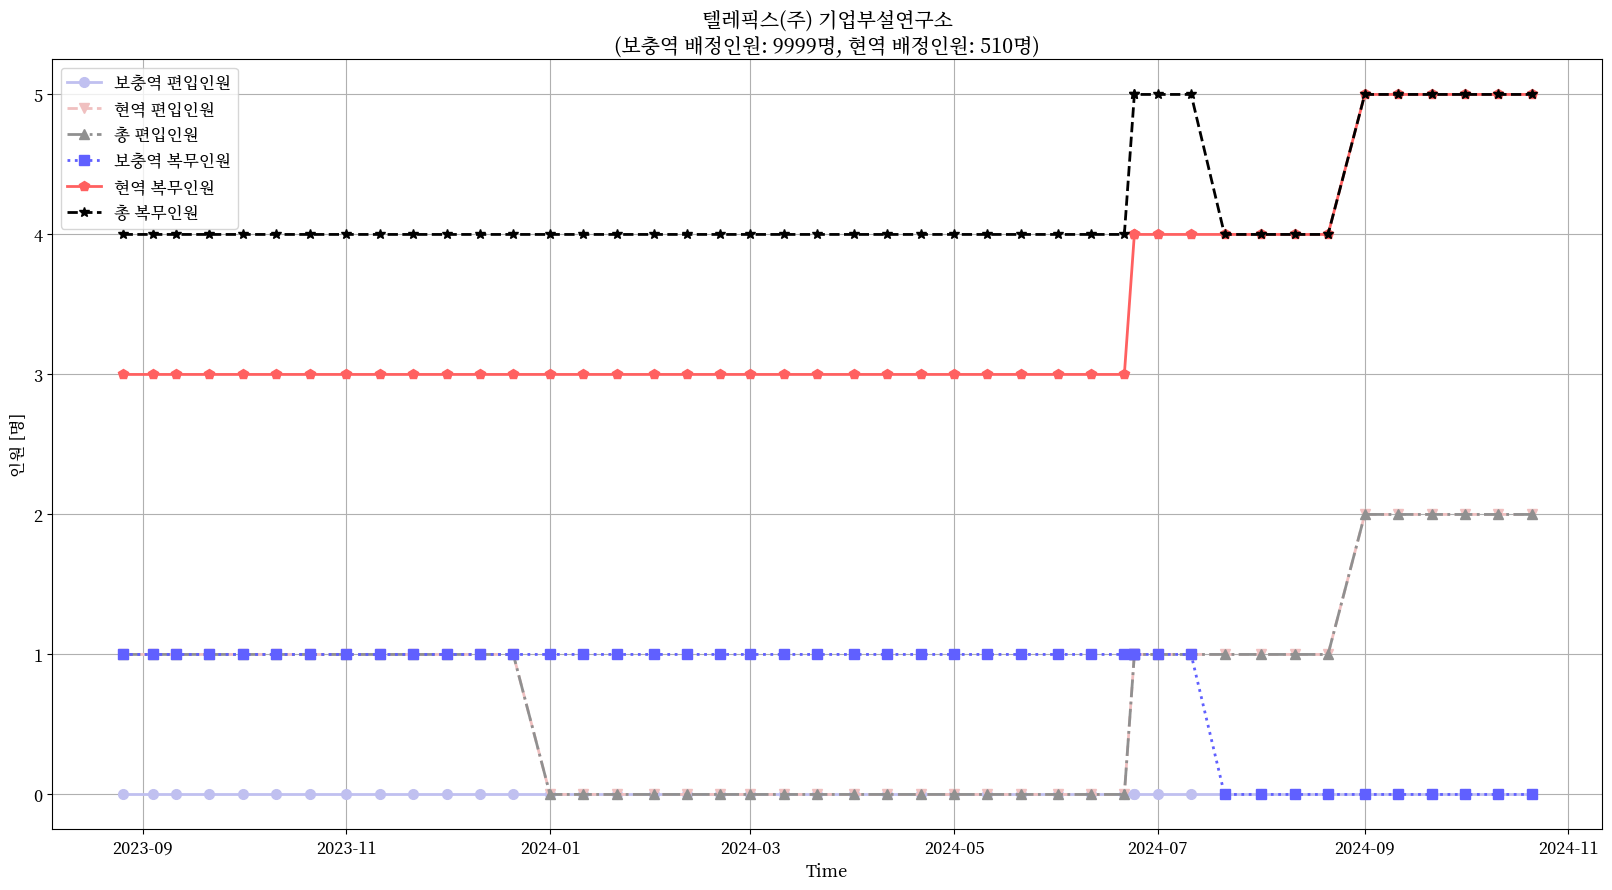 텔레픽스(주) 기업부설연구소
(보충역 배정인원: 9999명, 현역 배정인원: 510명)
보충역 편입인원
현역 편입인원
총 편입인원
보충역 복무인원
현역 복무인원
총 복무인원
인원 [명]
5
4
3
2
1
0
2023-09
2023-11
2024-01
2024-03
2024-05
2024-07
2024-09
2024-11
Time